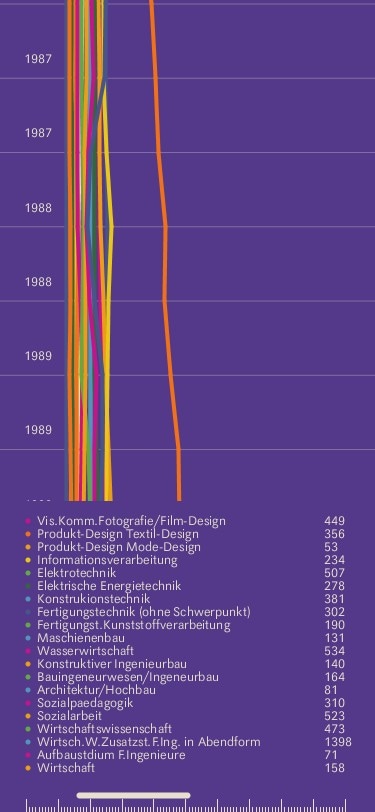 1987
1987
1988
1988
1989
1989
Vis.Komm.Fotografie/Film-Design 449
Produkt-Design Textil-Design 356
Produkt-Design Mode-Design 53
Informationsverarbeitung 234
Elektrotechnik 507
Elektrische Energietechnik 278
Konstrukionstechnik 381
Fertigungstechnik (ohne Schwerpunkt) 302
Fertigungst.Kunststoffverarbeitung 190
Maschienenbau 131
Wasserwirtschaft 534
Konstruktiver Ingenieurbau 140
Bauingeneurwesen/Ingeneurbau 164
Architektur/Hochbau 81
Sozialpaedagogik 310
Sozialarbeit 523
Wirtschaftswissenschaft 473
Wirtsch.W.Zusatzst.F.Ing. in Abendform 1398
Aufbaustdium F.Ingenieure 71
Wirtschaft 158